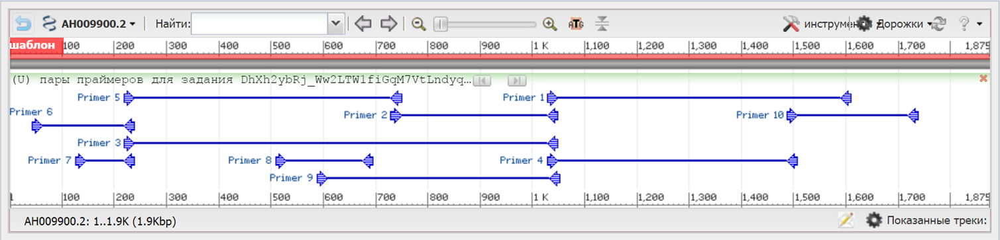 AH009900.2 Найти: инструмен Дорожки ?
шаблон 100 200 300 400 500 600 700 800 900 1 K 1,100 1,200 1,300 1,400 1,500 1,600 1,700 1,875
(U) пары праймеров для задания DhXh2ybRj_Ww2LTW1fiGqM7VtLndyq...
Primer 5 Primer 1
Primer 6 Primer 2 Primer 10
Primer 3
Primer 7 Primer 8 Primer 4
Primer 9
1 100 200 300 400 500 600 700 800 900 1 K 1,100 1,200 1,300 1,400 1,500 1,600 1,700 1,875
AH009900.2: 1..1.9K (1.9Kbp) Показанные треки: